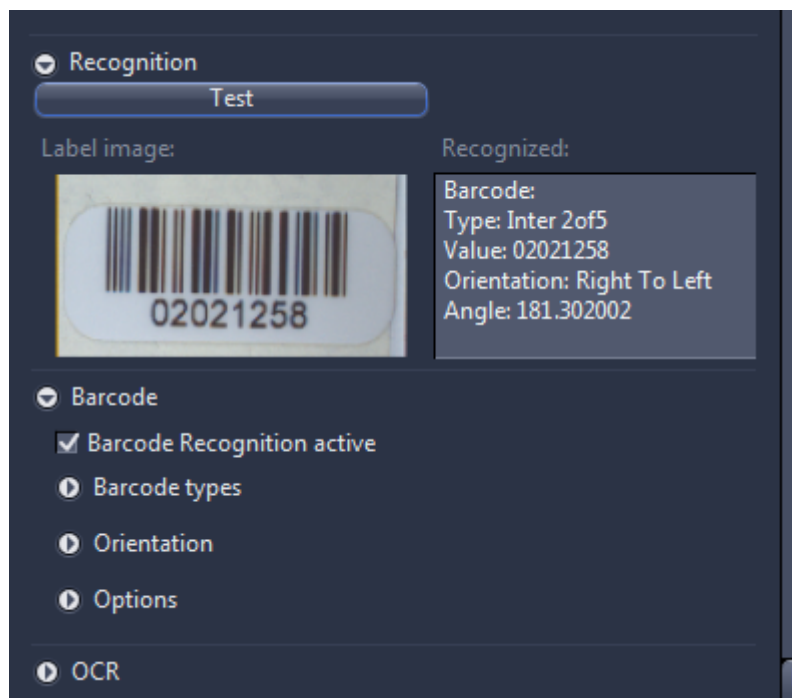 Recognition
Test
Label image:
Recognized:
02021258
Barcode:
Type: Inter 2of5
Value: 02021258
Orientation: Right To Left
Angle: 181.302002
Barcode
Barcode Recognition active
Barcode types
Orientation
Options
OCR